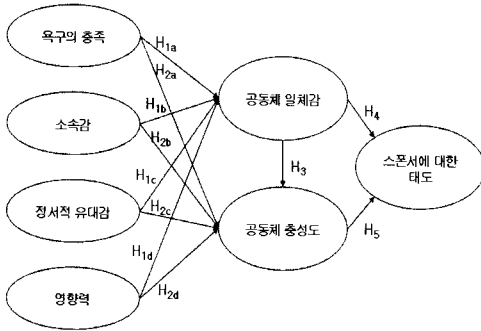 욕구의 충족
소속감
정서적 유대감
영향력
H1a
H2a
H1b
H2b
H1c
H2c
H1d
H2d
공동체 일체감
H3
공동체 충성도
H4
H5
스폰서에 대한
태도